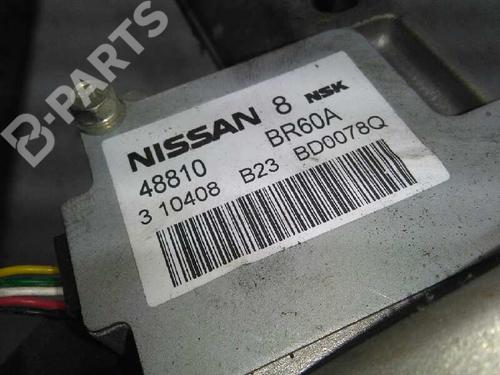 B-PARTS
NISSAN 8 NSK
48810 BR60A
3 10408 B23 BD0078Q